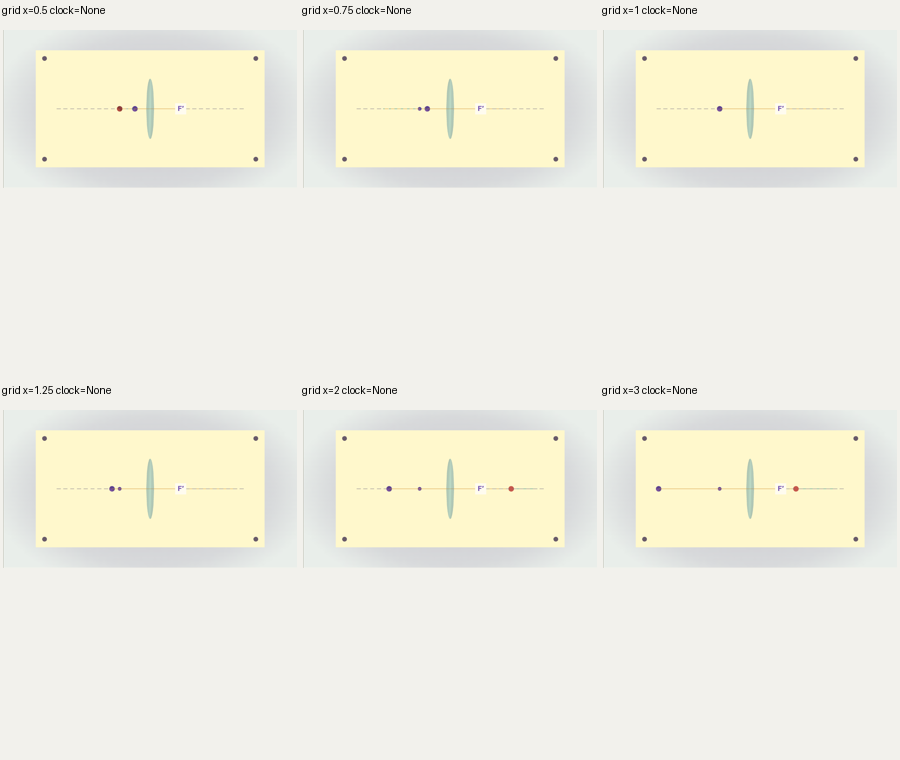 grid x=0.5 clock=None
grid x=0.75 clock=None
grid x=1 clock=None
F'
F'
F'
grid x=1.25 clock=None
grid x=2 clock=None
grid x=3 clock=None
F'
F'
F'